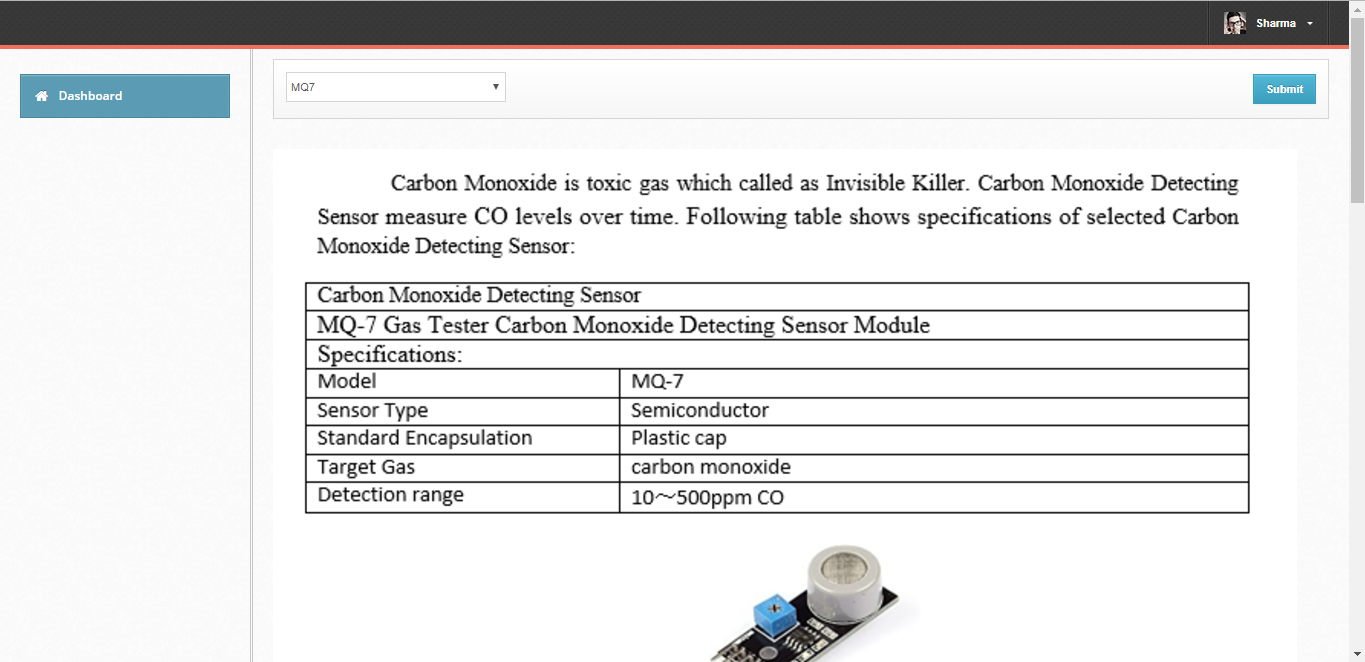 Sharma
Dashboard
MQ7
Submit
Carbon Monoxide is toxic gas which called as Invisible Killer. Carbon Monoxide Detecting
Sensor measure CO levels over time. Following table shows specifications of selected Carbon
Monoxide Detecting Sensor:
Carbon Monoxide Detecting Sensor
MQ-7 Gas Tester Carbon Monoxide Detecting Sensor Module
Specifications:
Model MQ-7
Sensor Type Semiconductor
Standard Encapsulation Plastic cap
Target Gas carbon monoxide
Detection range 10~500ppm CO